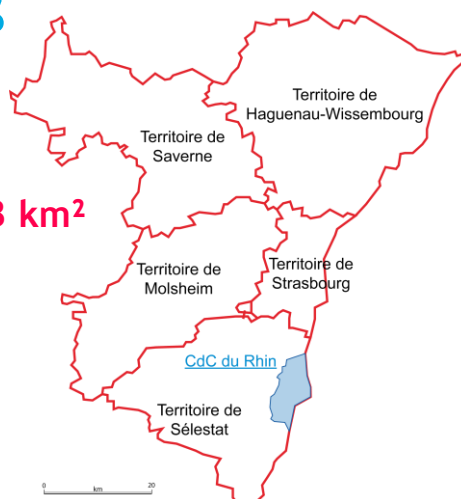 Territoire de
Haguenau-Wissembourg
Territoire de
Saverne
km²
Territoire de
Molsheim
Territoire de
Strasbourg
CdC du Rhin
Territoire de
Sélestat
0 20
km